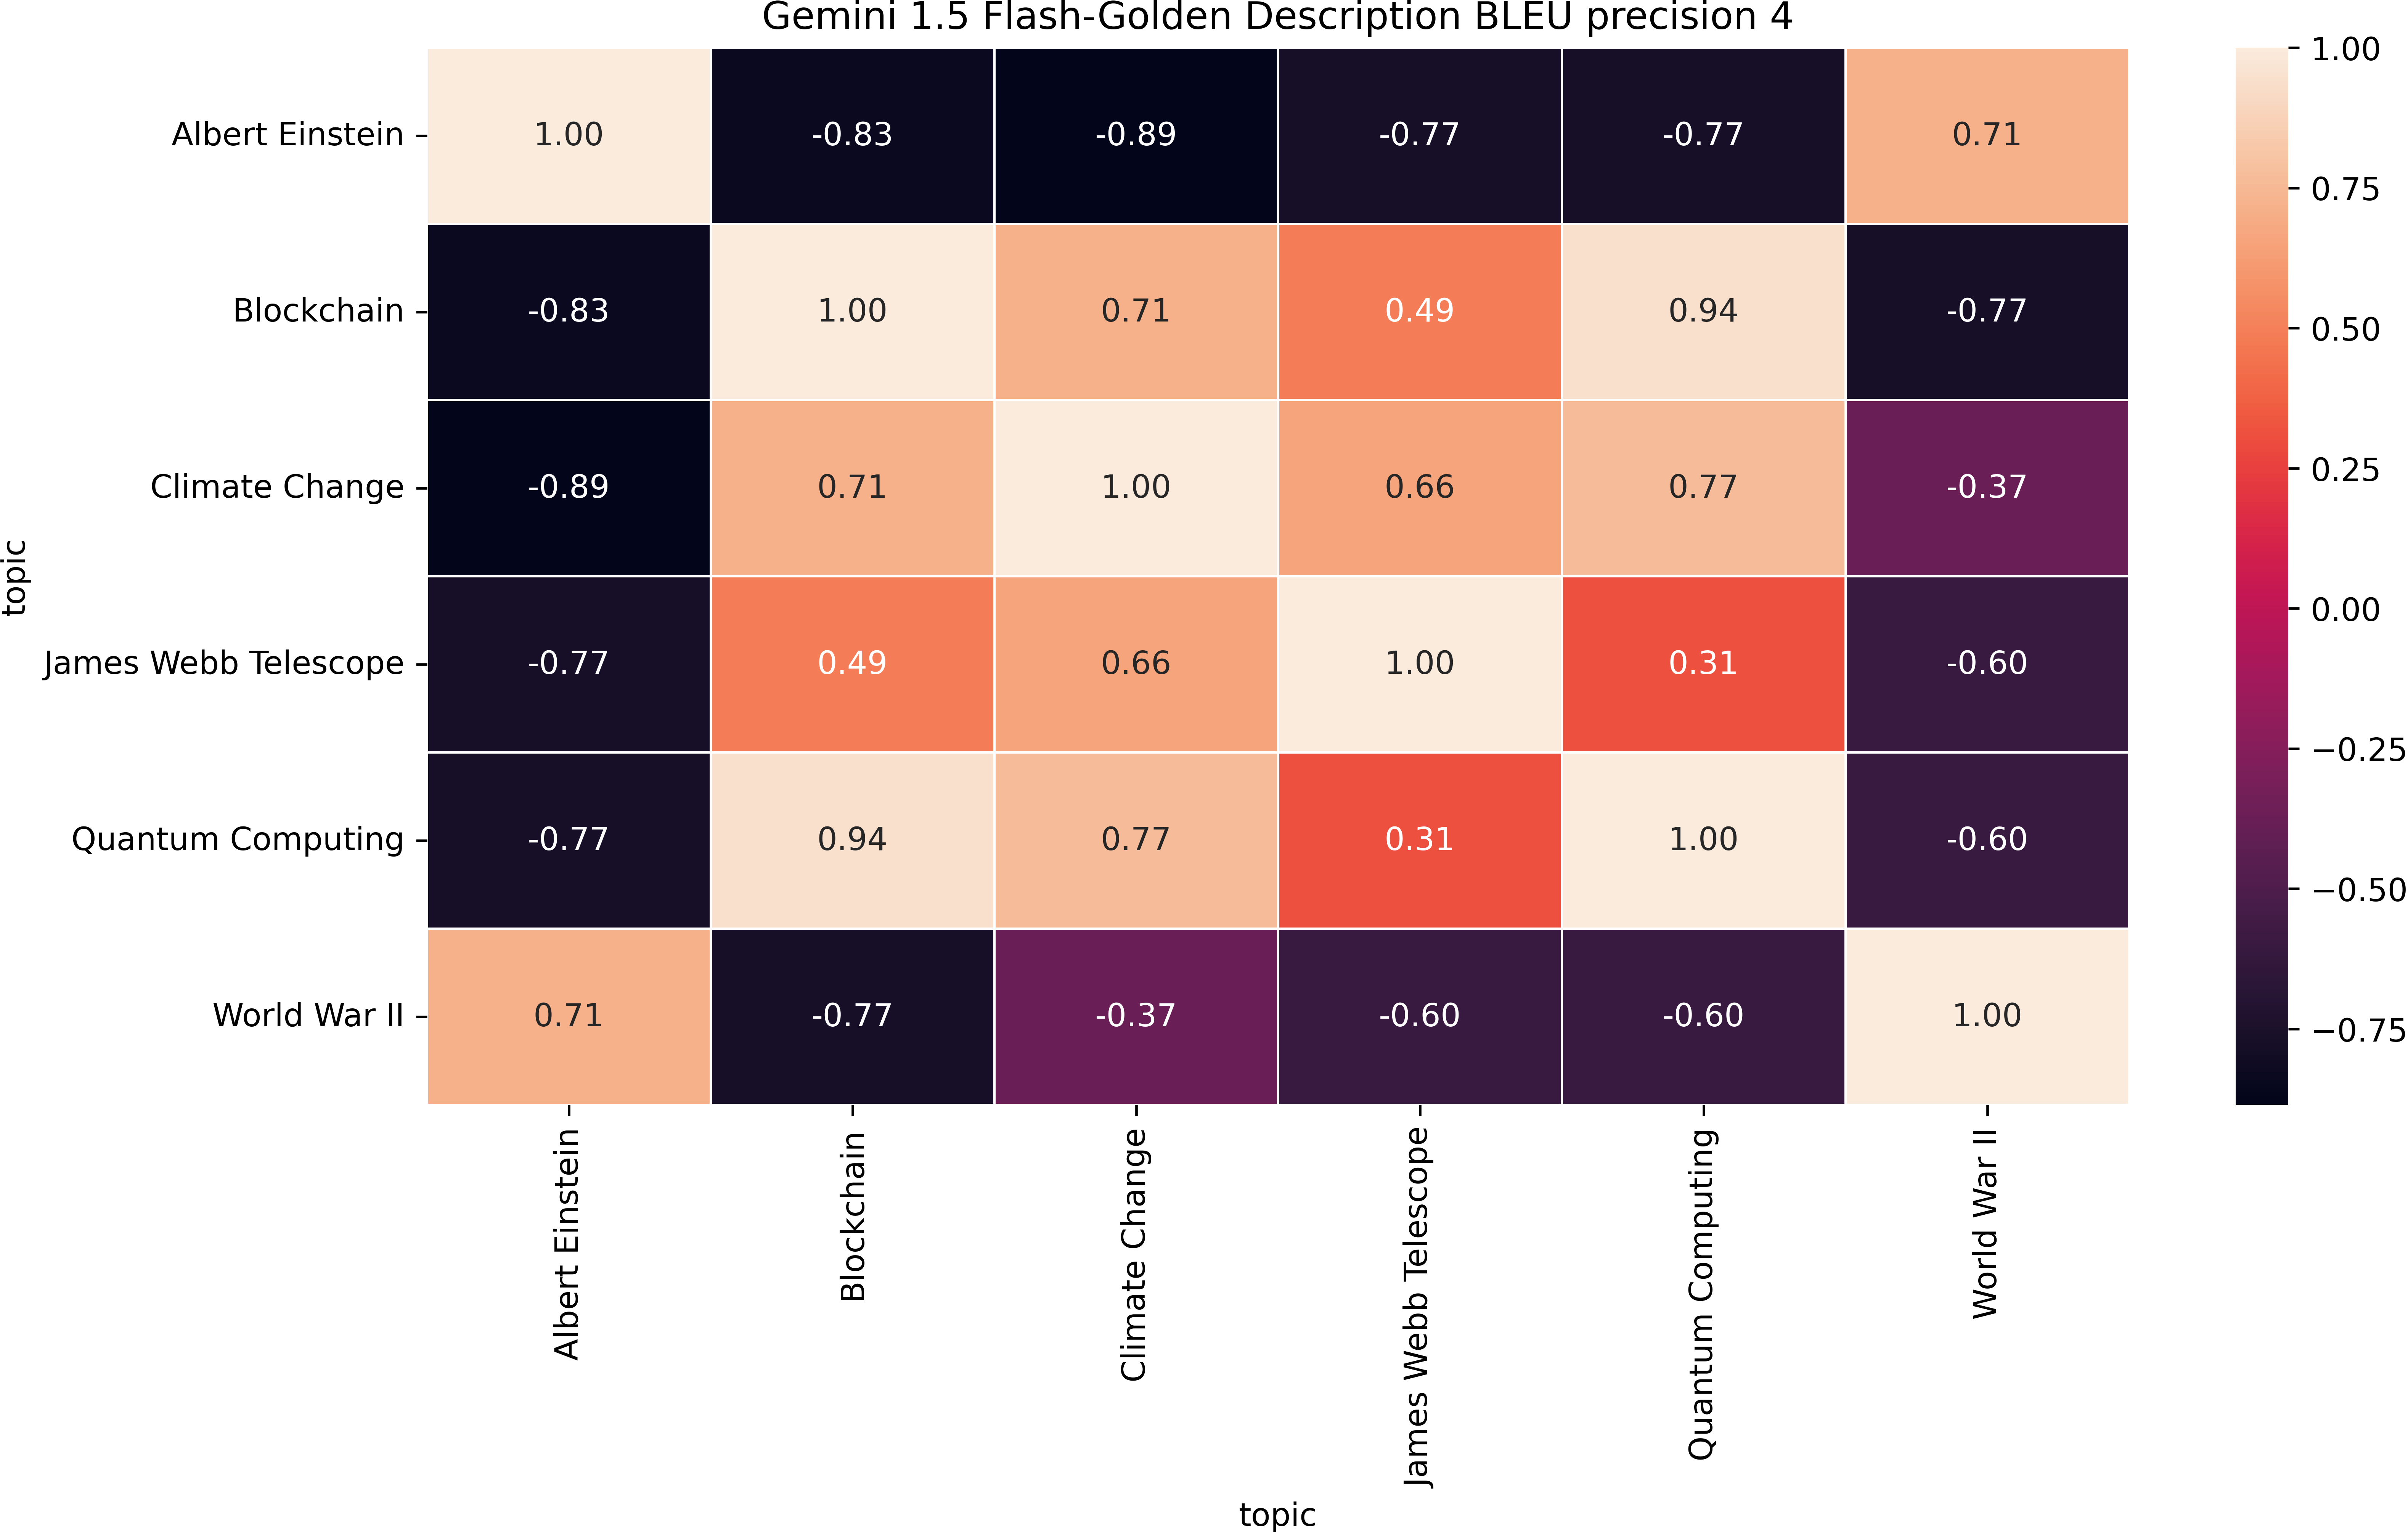 Gemini 1.5 Flash-Golden Description BLEU precision 4
topic
Albert Einstein 1.00 -0.83 -0.89 -0.77 -0.77 0.71
Blockchain -0.83 1.00 0.71 0.49 0.94 -0.77
Climate Change -0.89 0.71 1.00 0.66 0.77 -0.37
James Webb Telescope -0.77 0.49 0.66 1.00 0.31 -0.60
Quantum Computing -0.77 0.94 0.77 0.31 1.00 -0.60
World War II 0.71 -0.77 -0.37 -0.60 -0.60 1.00
Albert Einstein
Blockchain
Climate Change
James Webb Telescope
Quantum Computing
World War II
topic
1.00
0.75
0.50
0.25
0.00
−0.25
−0.50
−0.75